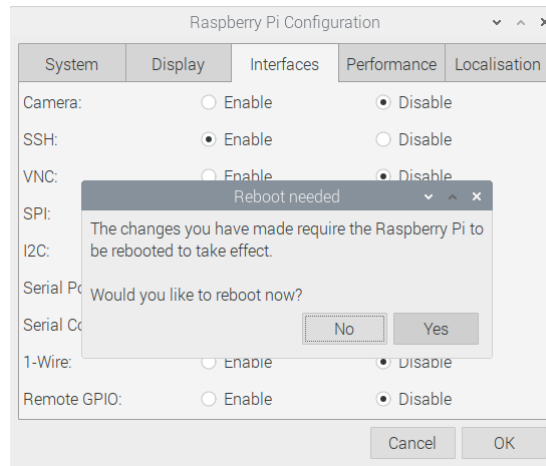 Raspberry Pi Configuration
System Display Interfaces Performance Localisation
Camera: Enable Disable
SSH: Enable Disable
VNC: Enable Disable
Reboot needed
SPI:
The changes you have made require the Raspberry Pi to
I2C:
be rebooted to take effect.
Serial
Would you like to reboot now?
Serial
No Yes
1-Wire: Enable Disable
Remote GPIO: Enable Disable
Cancel OK